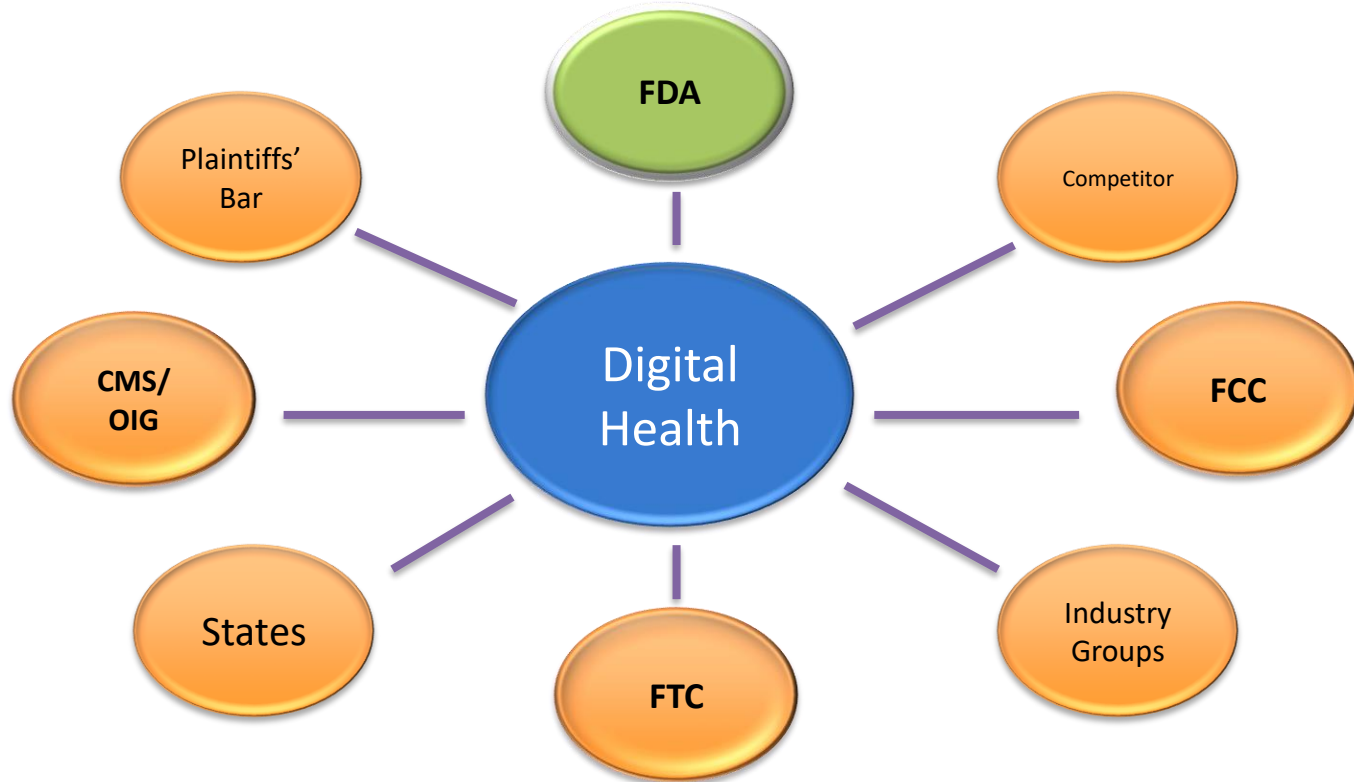 FDA
Plaintiffs’
Bar
Competitor
Digital
Health
CMS/
OIG
FCC
States
Industry
Groups
FTC